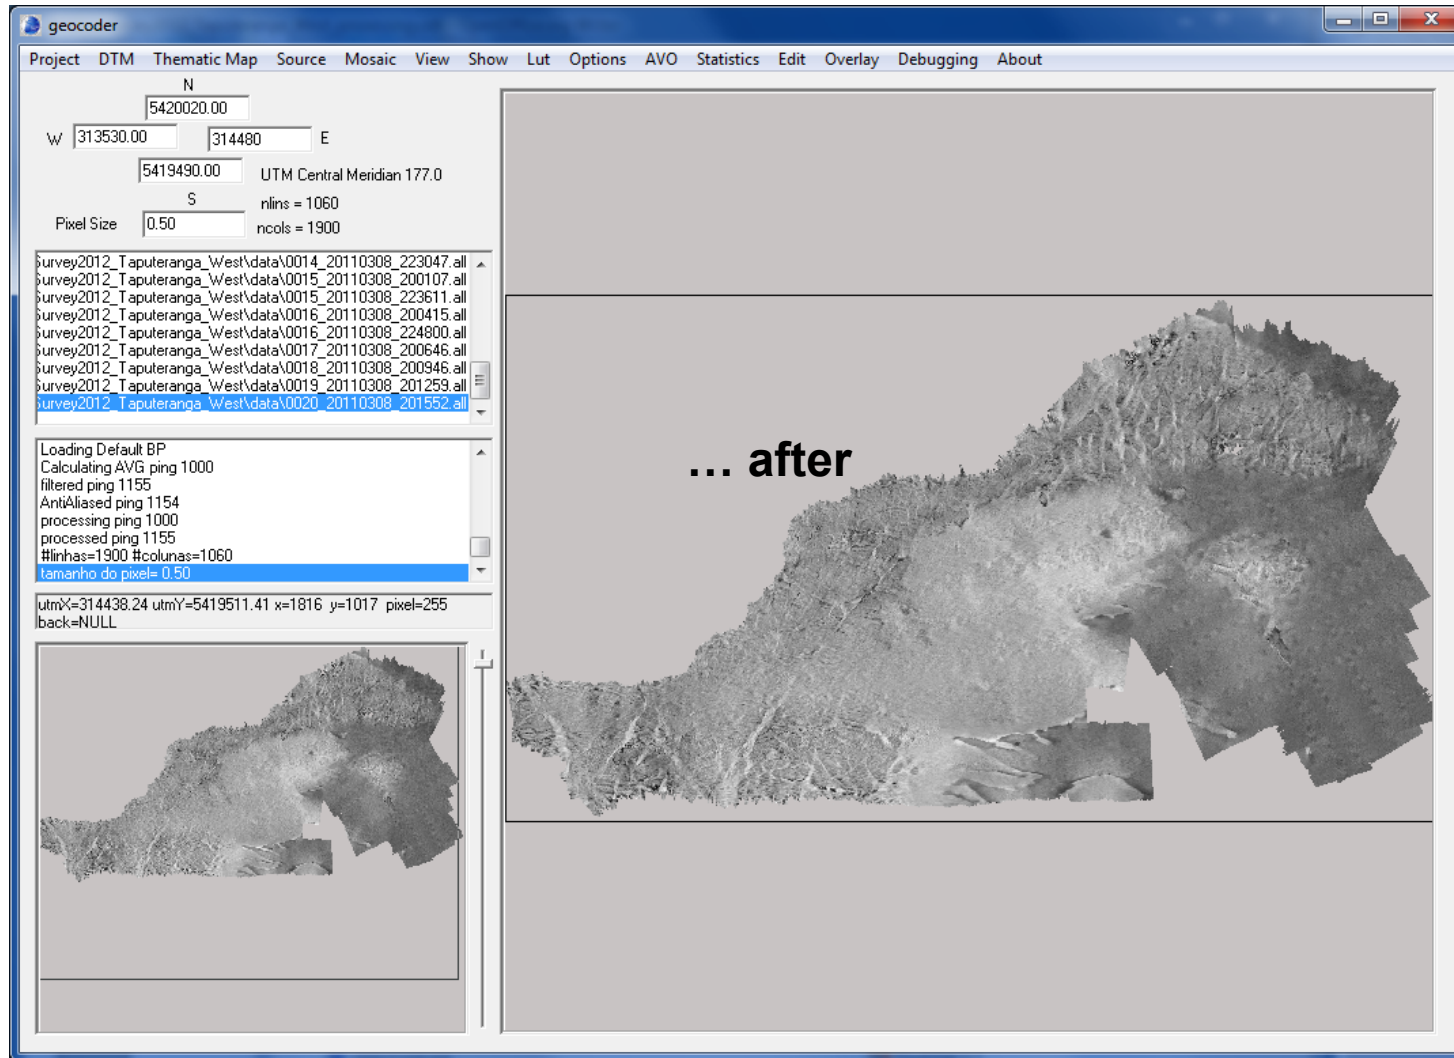 geocoder
Project DTM Thematic Map Source Mosaic View Show Lut Options AVO Statistics Edit Overlay Debugging About
N
5420020.00
W 313530.00 314480 E
5419490.00 UTM Central Meridian 177.0
S nlins = 1060
Pixel Size 0.50 ncols = 1900
Survey2012_Taputeranga_West\data\0014_20110308_223047.all
Survey2012_Taputeranga_West\data\0015_20110308_200107.all
Survey2012_Taputeranga_West\data\0015_20110308_223611.all
Survey2012_Taputeranga_West\data\0016_20110308_200415.all
Survey2012_Taputeranga_West\data\0016_20110308_224800.all
Survey2012_Taputeranga_West\data\0017_20110308_200646.all
Survey2012_Taputeranga_West\data\0018_20110308_200946.all
Survey2012_Taputeranga_West\data\0019_20110308_201259.all
Survey2012_Taputeranga_West\data\0020_20110308_201552.all
Loading Default BP
Calculating AVG ping 1000
filtered ping 1155
AntiAliased ping 1154
processing ping 1000
processed ping 1155
#linhas=1900 #colunas=1060
tamanho do pixel= 0.50
utmX=314438.24 utmY=5419511.41 x=1816 y=1017 pixel=255
back=NULL
... after